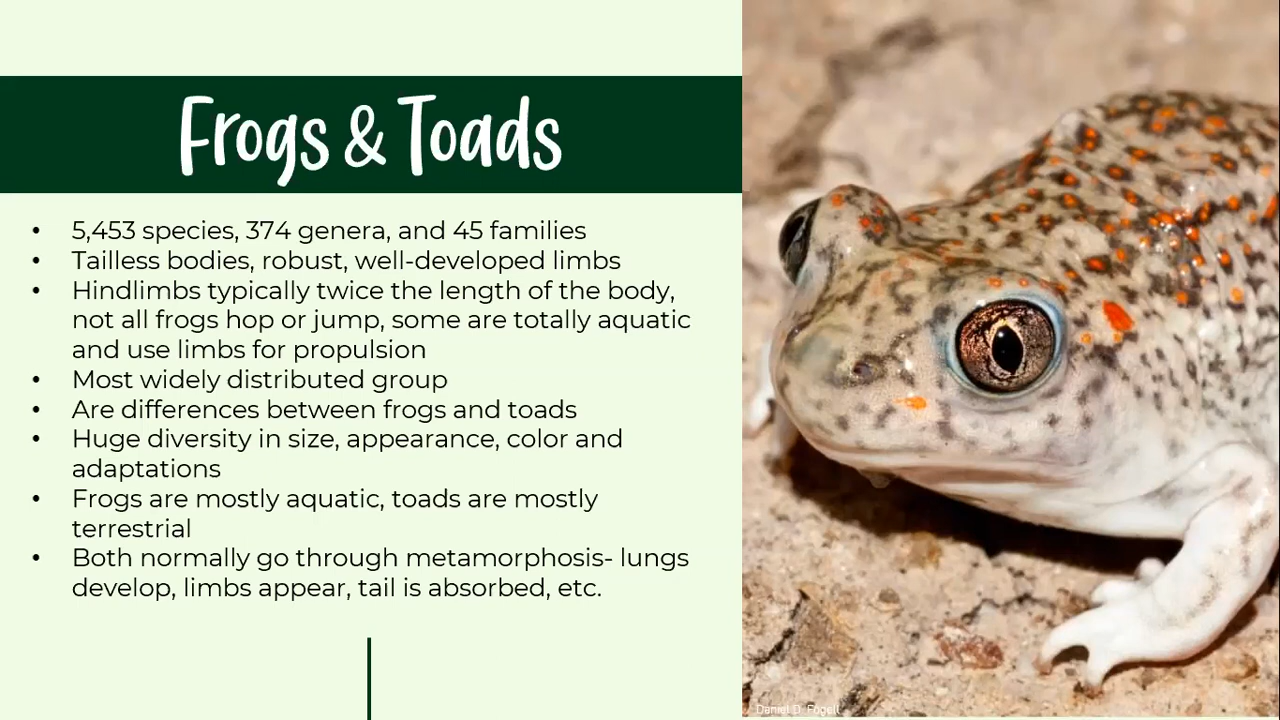 Frogs & Toads
• 5,453 species, 374 genera, and 45 families
• Tailless bodies, robust, well-developed limbs
• Hindlimbs typically twice the length of the body,
not all frogs hop or jump, some are totally aquatic
and use limbs for propulsion
• Most widely distributed group
• Are differences between frogs and toads
• Huge diversity in size, appearance, color and
adaptations
• Frogs are mostly aquatic, toads are mostly
terrestrial
• Both normally go through metamorphosis- lungs
develop, limbs appear, tail is absorbed, etc.
Daniel D. Fogell